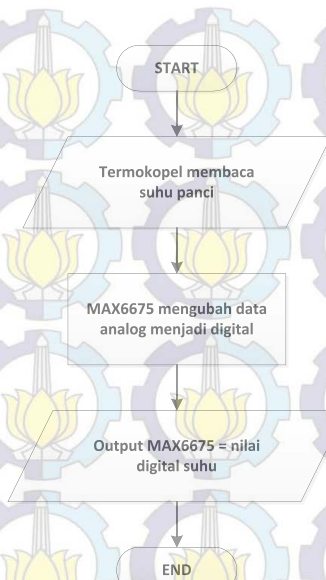 START
Termokopel membaca
suhu panci
MAX6675 mengubah data
analog menjadi digital
Output MAX6675 = nilai
digital suhu
END